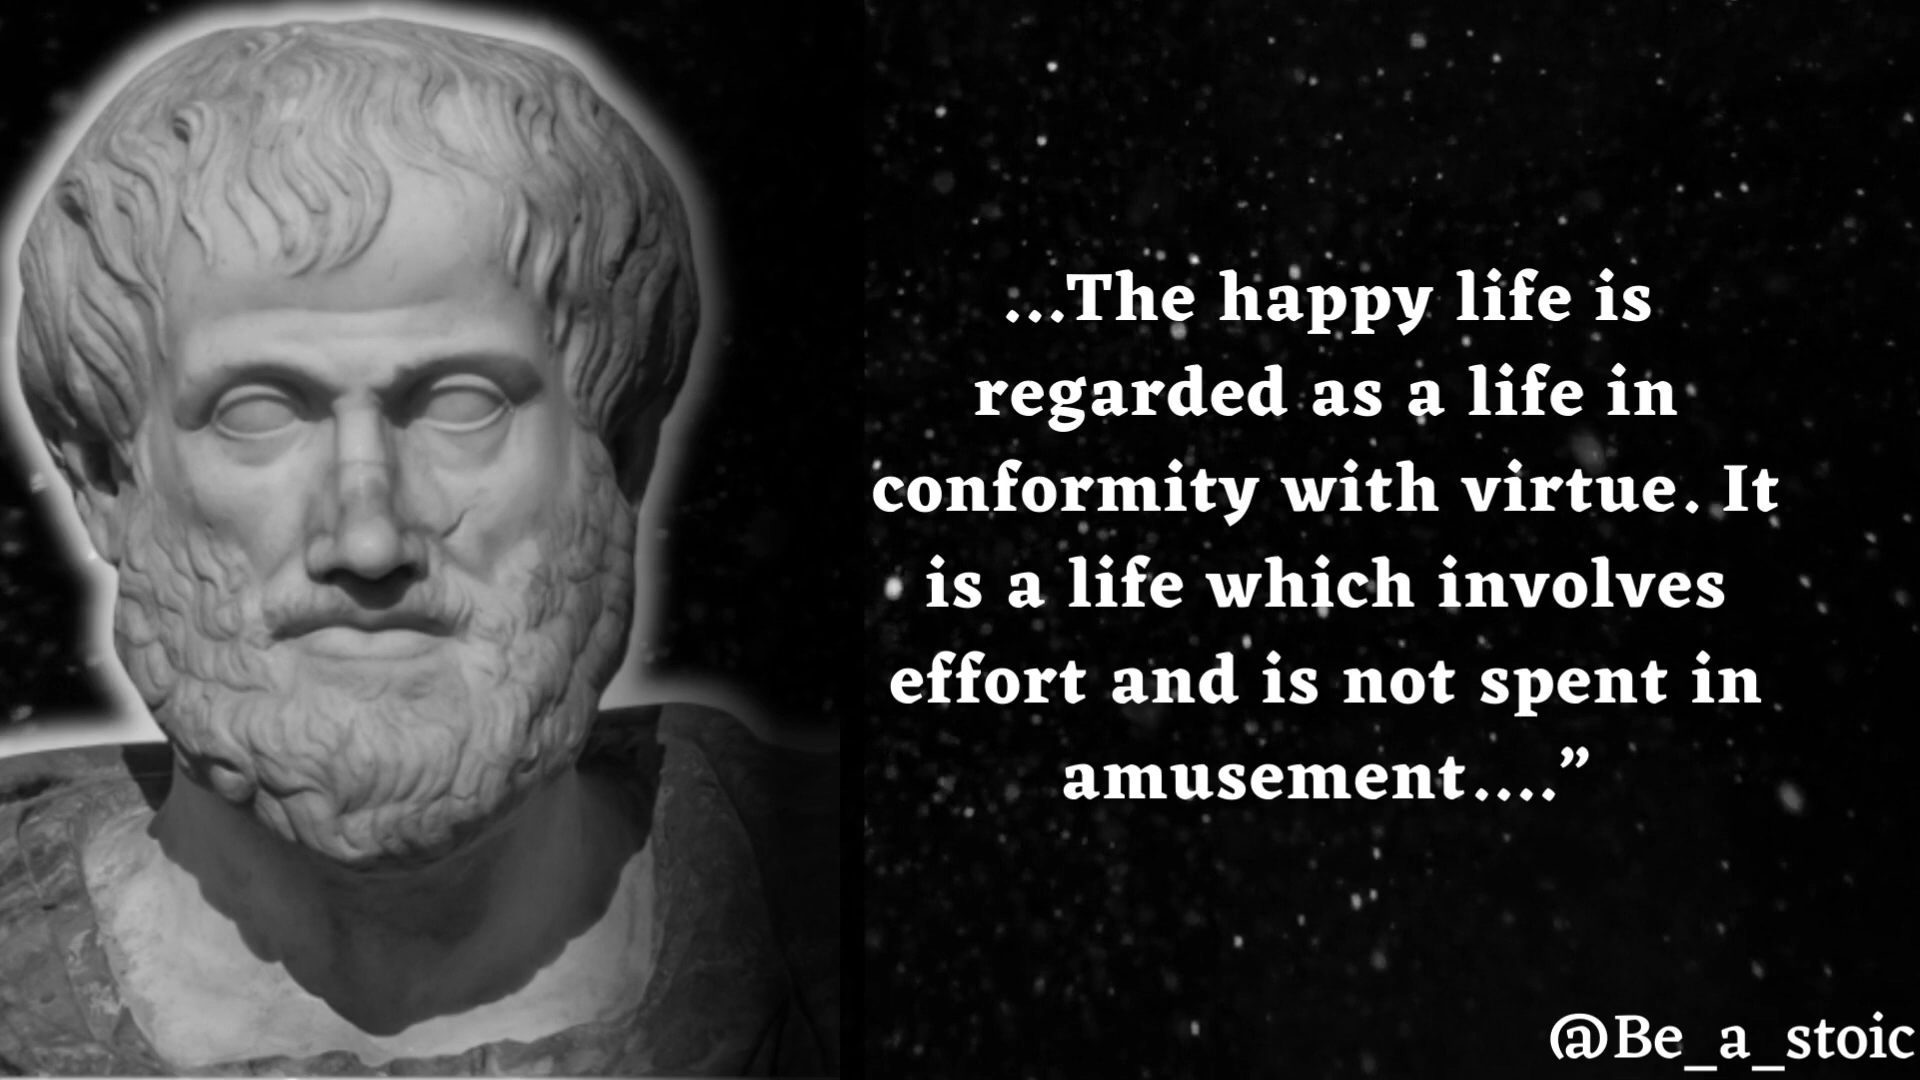 ...The happy life is
regarded as a life in
conformity with virtue. It
is a life which involves
effort and is not spent in
amusement....”
@Be_a_stoic